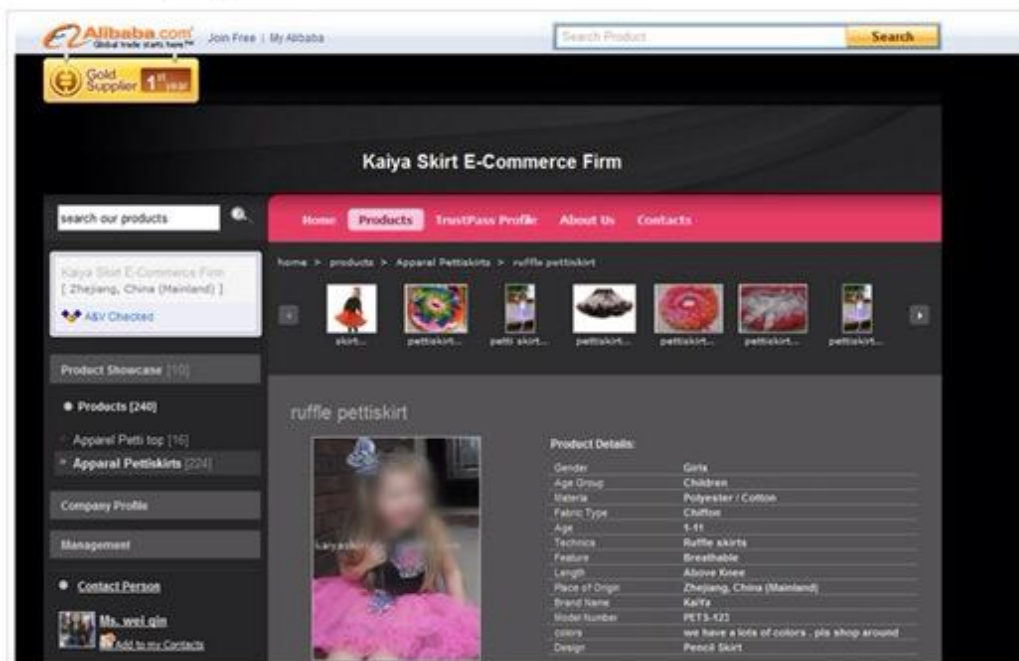 Alibaba.com
Global trade starts here.™
Join Free | My Alibaba
Search Product
Search
Gold Supplier 1st year
Kaiya Skirt E-Commerce Firm
search our products
Home Products TrustPass Profile About Us Contacts
Kaiya Skirt E-Commerce Firm
[ Zhejiang, China (Mainland) ]
A&V Checked
home > products > Apparal Pettiskirts > ruffle pettiskirt
skirt... pettiskirt... petti skirt... pettiskirt... pettiskirt... pettiskirt... pettiskirt...
Product Showcase [10]
Products [240]
Apparel Petti top [16]
Apparal Pettiskirts [224]
Company Profile
Management
Contact Person
Ms. wei qin
Add to my Contacts
ruffle pettiskirt
Product Details:
Gender Girls
Age Group Children
Materia Polyester / Cotton
Fabric Type Chiffon
Age 1-11
Technics Ruffle skirts
Feature Breathable
Length Above Knee
Place of Origin Zhejiang, China (Mainland)
Brand Name KaiYa
Model Number PETS-123
colors we have a lots of colors . pls shop around
Design Pencil Skirt